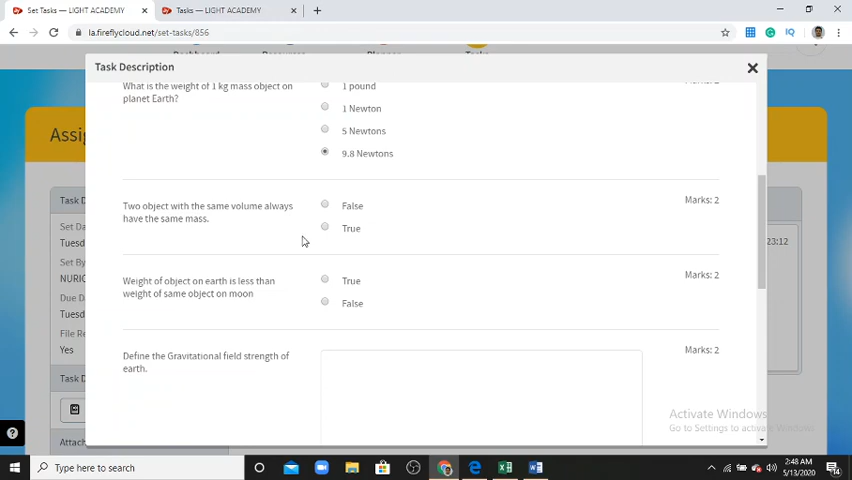 Set Tasks — LIGHT ACADEMY
Tasks — LIGHT ACADEMY
la.fireflycloud.net/set-tasks/856
Task Description
What is the weight of 1 kg mass object on
planet Earth?
1 pound
1 Newton
5 Newtons
9.8 Newtons
Two object with the same volume always
have the same mass.
False
True
Marks: 2
Weight of object on earth is less than
weight of same object on moon
True
False
Marks: 2
Define the Gravitational field strength of
earth.
Marks: 2
Task D
Set Da
Tuesd
Set By
NURIG
Due Da
Tuesd
File Re
Yes
Task D
Attach
23:12
Activate Windows
Go to Settings to activate Windows.
Type here to search
2:48 AM
5/13/2020
14